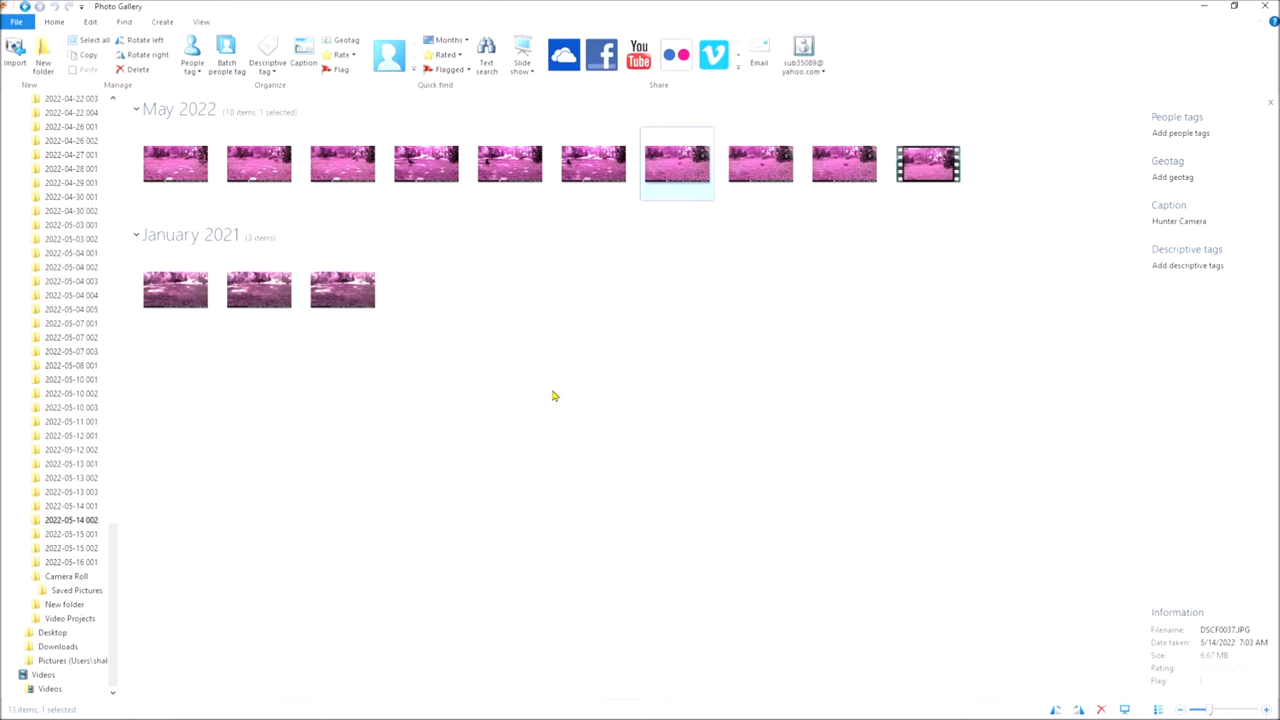 Photo Gallery
File Home Edit Find Create View
Import
New folder
Select all
Copy
Paste
Rotate left
Rotate right
Delete
People tag
Batch people tag
Descriptive tag
Caption
Geotag
Rate
Flag
Months
Rated
Flagged
Text search
Slide show
You Tube
Email
sub35089@ yahoo.com
New Manage Organize Quick find Share
2022-04-22 003
2022-04-22 004
2022-04-26 001
2022-04-26 002
2022-04-27 001
2022-04-28 001
2022-04-29 001
2022-04-30 001
2022-04-30 002
2022-05-03 001
2022-05-03 002
2022-05-04 001
2022-05-04 002
2022-05-04 003
2022-05-04 004
2022-05-04 005
2022-05-07 001
2022-05-07 002
2022-05-07 003
2022-05-08 001
2022-05-10 001
2022-05-10 002
2022-05-10 003
2022-05-11 001
2022-05-12 001
2022-05-12 002
2022-05-13 001
2022-05-13 002
2022-05-13 003
2022-05-14 001
2022-05-14 002
2022-05-15 001
2022-05-15 002
2022-05-16 001
Camera Roll
Saved Pictures
New folder
Video Projects
Desktop
Downloads
Pictures (Users\shal
Videos
Videos
May 2022 (10 items, 1 selected)
January 2021 (3 items)
People tags
Add people tags
Geotag
Add geotag
Caption
Hunter Camera
Descriptive tags
Add descriptive tags
Information
Filename: DSCF0037.JPG
Date taken: 5/14/2022 7:03 AM
Size: 6.67 MB
Rating:
Flag:
13 items, 1 selected